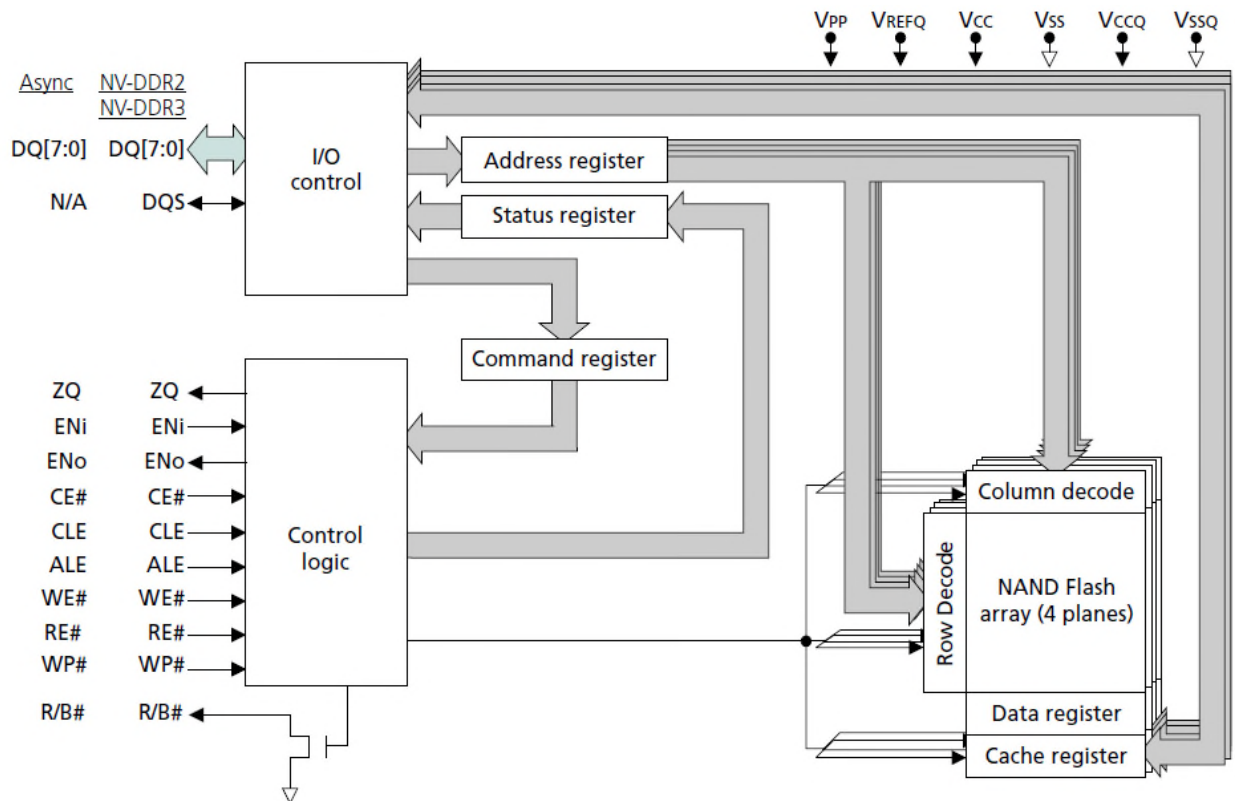 VPP VREFQ VCC VSS VCCQ VSSQ
Async NV-DDR2
NV-DDR3
DQ[7:0] DQ[7:0]
N/A DQS
I/O
control
Address register
Status register
Command register
ZQ ZQ
ENi ENi
ENo ENo
CE# CE#
CLE CLE
ALE ALE
WE# WE#
RE# RE#
WP# WP#
R/B# R/B#
Control
logic
Column decode
Row Decode
NAND Flash
array (4 planes)
Data register
Cache register